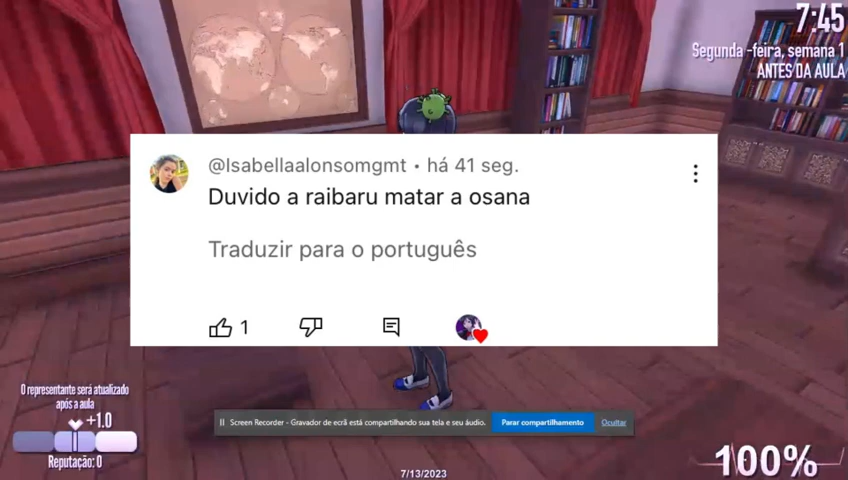 7:45
Segunda -feira, semana 1
ANTES DA AULA
@Isabellaalonsomgmt • há 41 seg.
Duvido a raibaru matar a osana
Traduzir para o português
1
O representante será atualizado
após a aula
+1.0
Reputação: 0
Screen Recorder - Gravador de ecrã está compartilhando sua tela e seu áudio.
Parar compartilhamento
Ocultar
7/13/2023
100%